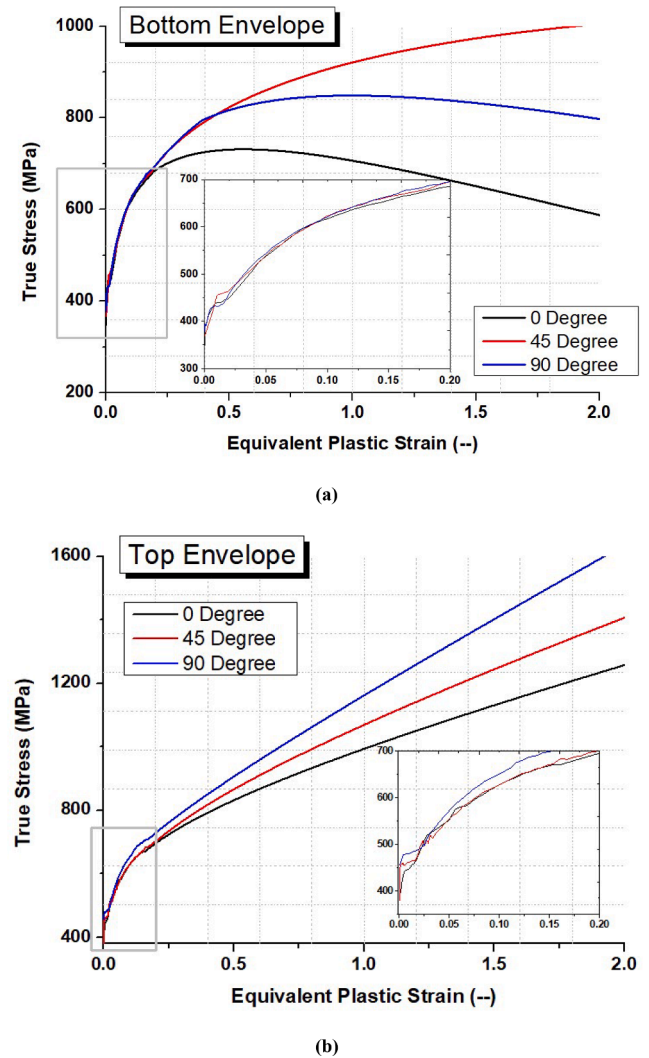 Bottom Envelope
1000
800
600
400
200
True Stress (MPa)
700
600
500
400
300
0.00
0.05
0.10
0.15
0.20
0 Degree
45 Degree
90 Degree
0.0
0.5
1.0
1.5
2.0
Equivalent Plastic Strain (--)
(a)
Top Envelope
1600
1200
800
400
True Stress (MPa)
0 Degree
45 Degree
90 Degree
700
600
500
400
0.00
0.05
0.10
0.15
0.20
0.0
0.5
1.0
1.5
2.0
Equivalent Plastic Strain (--)
(b)